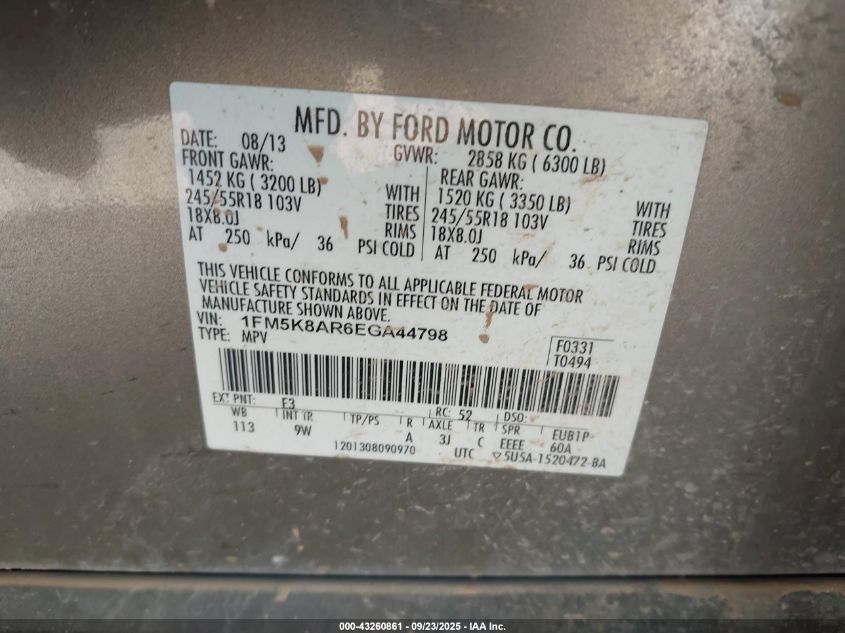 MFD. BY FORD MOTOR CO.
DATE: 08/13 GVWR: 2858 KG ( 6300 LB)
FRONT GAWR: REAR GAWR:
1452 KG ( 3200 LB) WITH 1520 KG ( 3350 LB) WITH
245/55R18 103V TIRES 245/55R18 103V TIRES
18X8.0J RIMS 18X8.0J RIMS
AT 250 kPa/ 36 PSI COLD AT 250 kPa/ 36 PSI COLD
THIS VEHICLE CONFORMS TO ALL APPLICABLE FEDERAL MOTOR
VEHICLE SAFETY STANDARDS IN EFFECT ON THE DATE OF
MANUFACTURE SHOWN ABOVE.
VIN: 1FM5K8AR6EGA44798
TYPE: MPV
F0331
T0494
EXT PNT: E3 RC: 52 DSO:
WB INT TR TP/PS R AXLE TR SPR EUB1P
113 9W A 3J C EEEE 60A
1201308090970 UTC ▽5U5A-1520472-BA
000-43260861 - 09/23/2025 - IAA Inc.